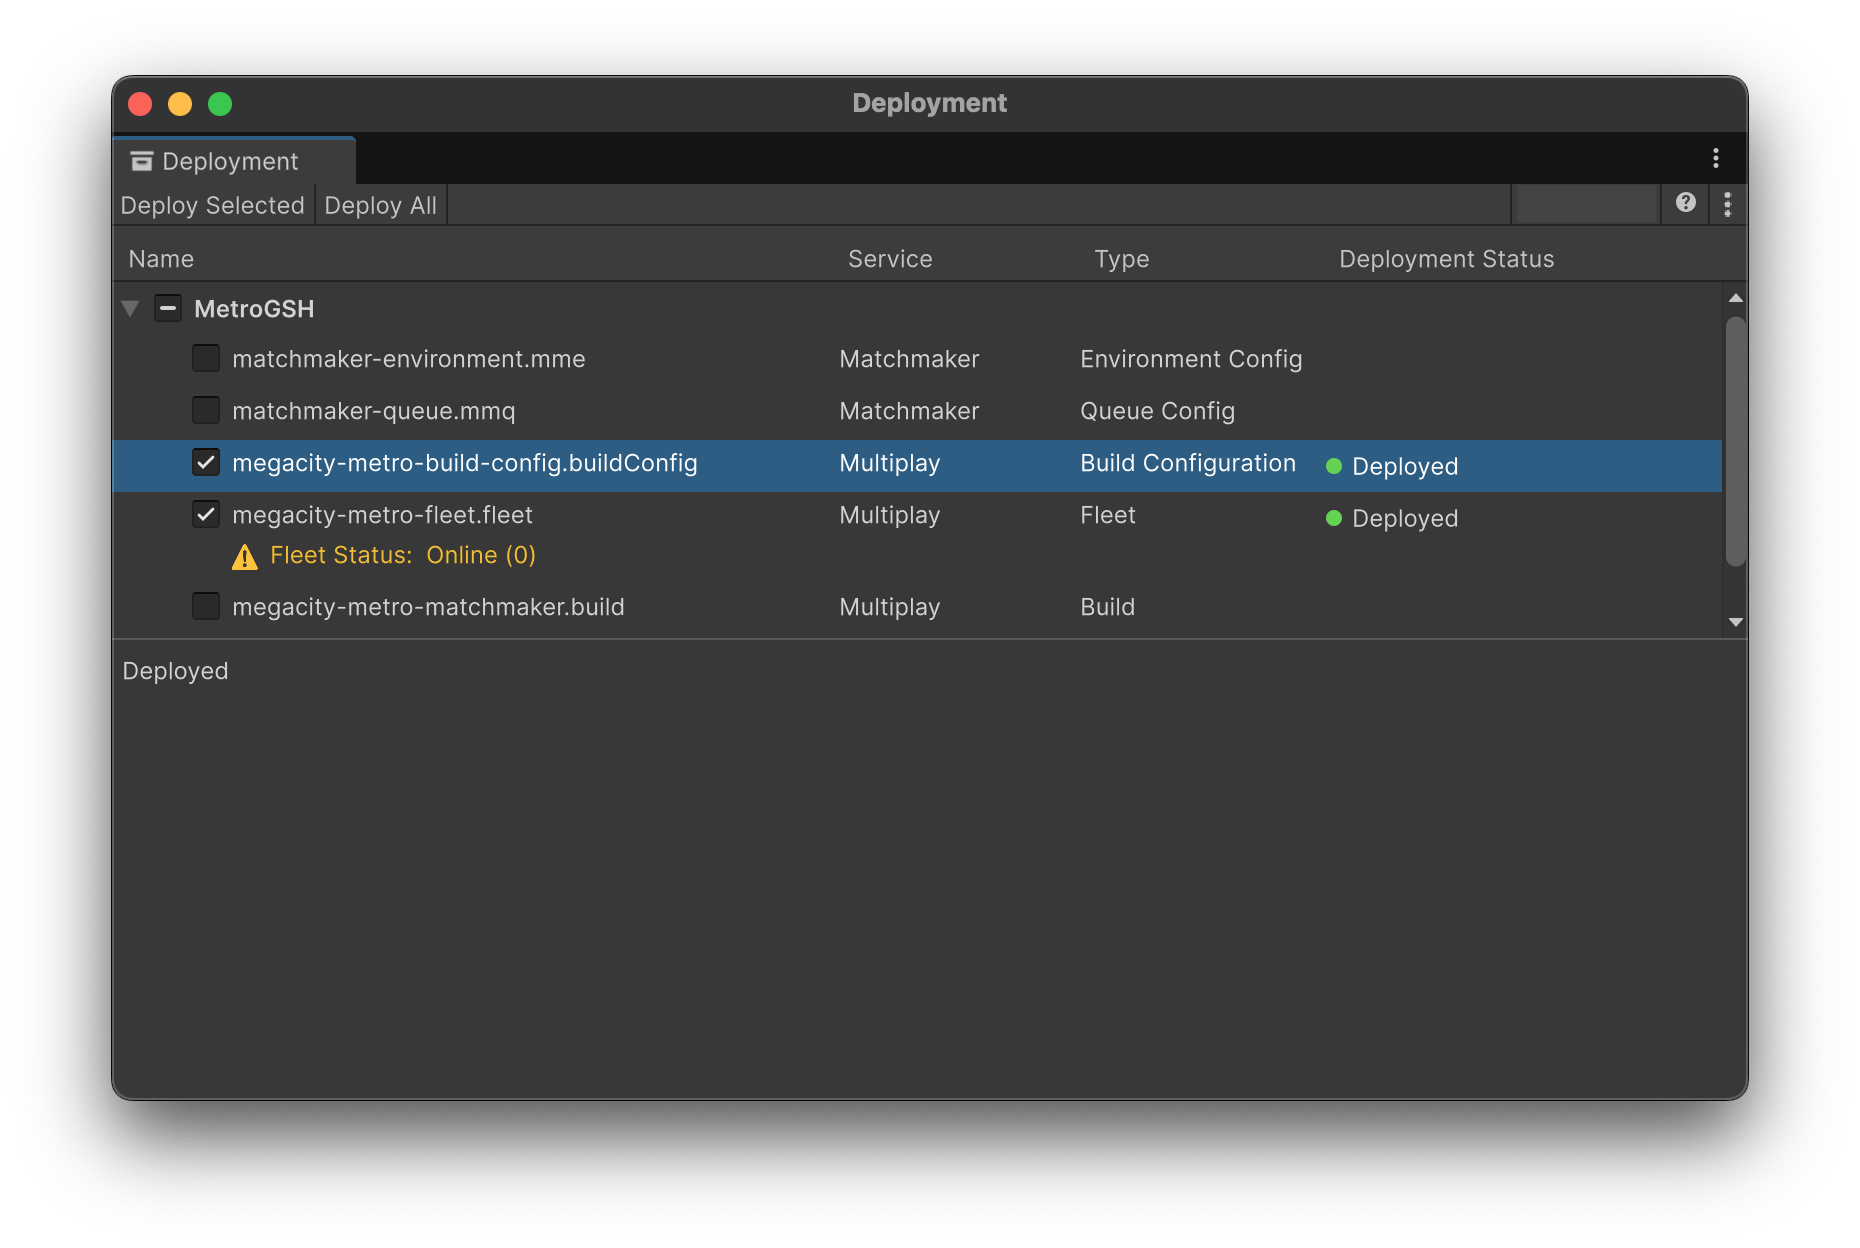 Deployment
Deployment
Deploy Selected Deploy All
Name Service Type Deployment Status
MetroGSH
matchmaker-environment.mme Matchmaker Environment Config
matchmaker-queue.mmq Matchmaker Queue Config
megacity-metro-build-config.buildConfig Multiplay Build Configuration Deployed
megacity-metro-fleet.fleet Multiplay Fleet Deployed
Fleet Status: Online (0)
megacity-metro-matchmaker.build Multiplay Build
Deployed